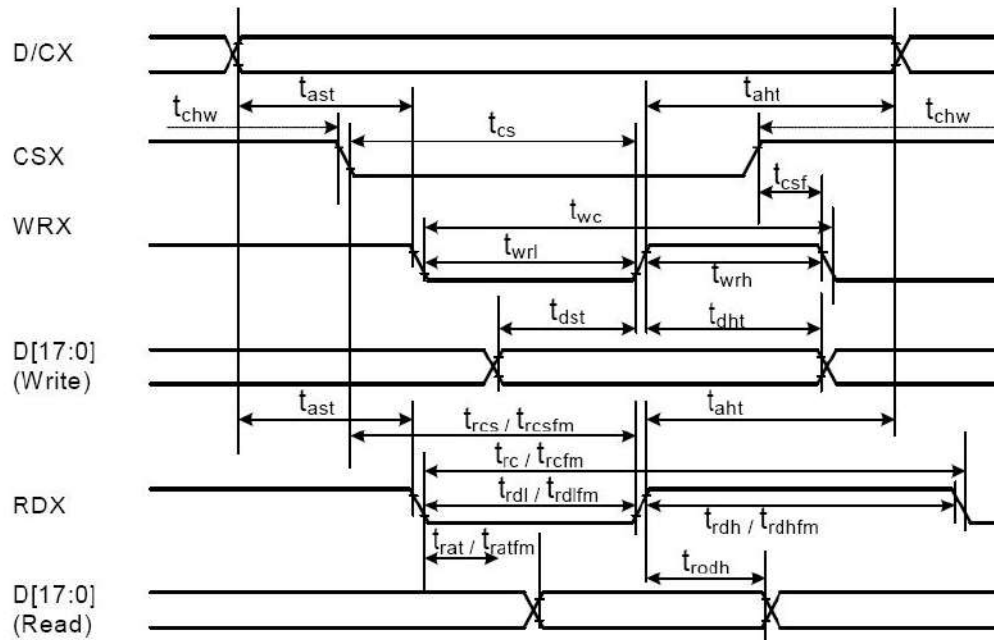 D/CX
t_ast
t_aht
t_chw
t_cs
t_chw
CSX
t_csf
WRX
t_wc
t_wrl
t_wrh
t_dst
t_dht
D[17:0]
(Write)
t_ast
t_aht
t_rcs / t_rcsfm
t_rc / t_rcfm
RDX
t_rdl / t_rdlfm
t_rdh / t_rdhfm
t_rat / t_ratfm
t_rodh
D[17:0]
(Read)